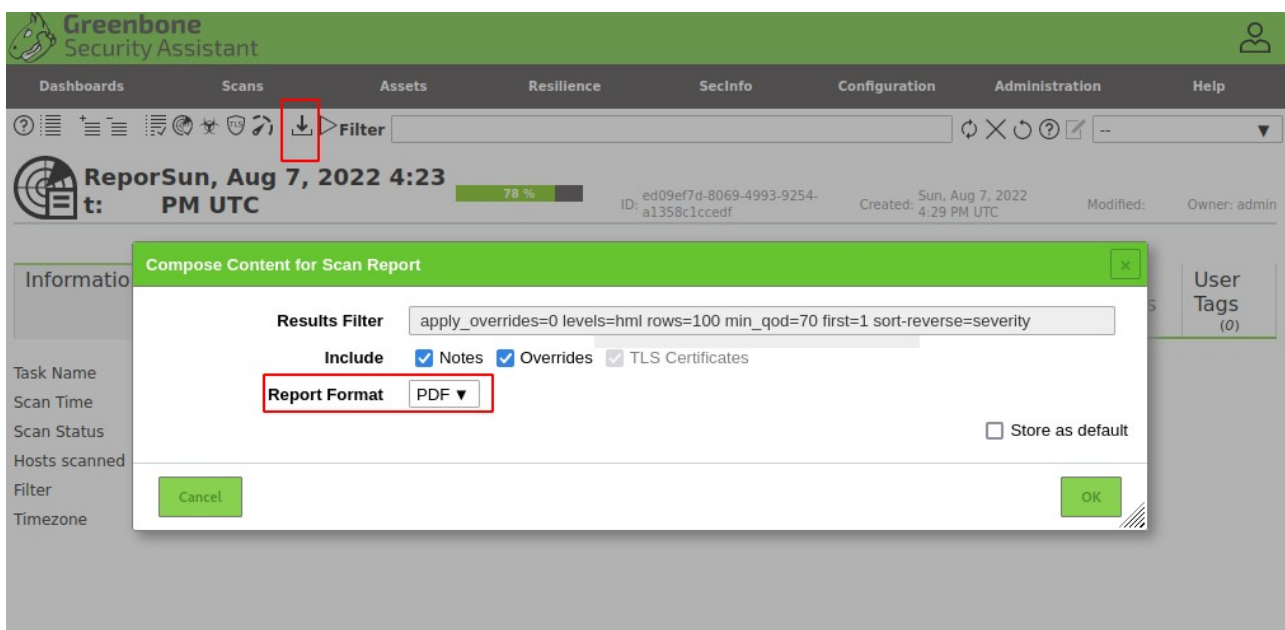 Greenbone
Security Assistant
Dashboards Scans Assets Resilience SecInfo Configuration Administration Help
TLS Filter --
Repor Sun, Aug 7, 2022 4:23
t: PM UTC
78 %
ID: ed09ef7d-8069-4993-9254-
a1358c1ccedf
Created: Sun, Aug 7, 2022
4:29 PM UTC
Modified:
Owner: admin
Informatio
User
Tags
(0)
s
Compose Content for Scan Report
Results Filter apply_overrides=0 levels=hml rows=100 min_qod=70 first=1 sort-reverse=severity
Include Notes Overrides TLS Certificates
Report Format PDF ▼
Store as default
Cancel OK
Task Name
Scan Time
Scan Status
Hosts scanned
Filter
Timezone